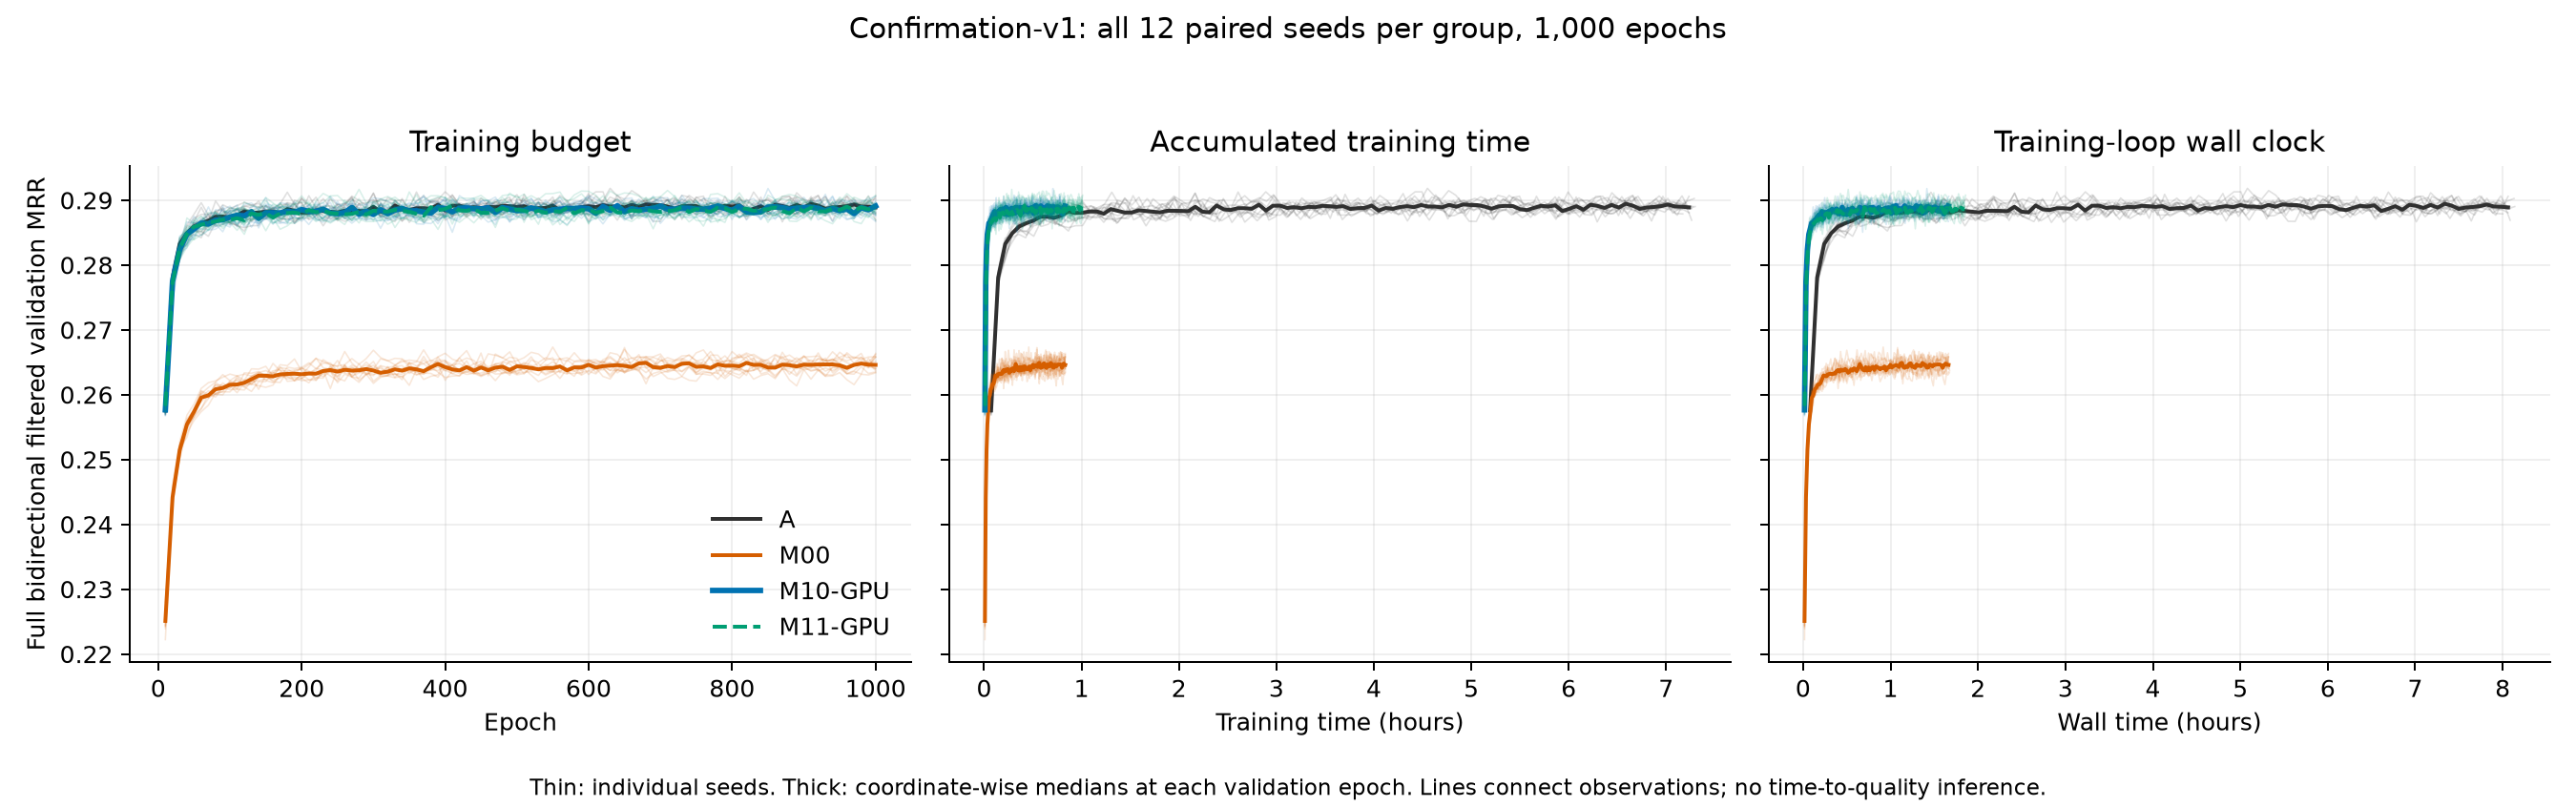 Confirmation-v1: all 12 paired seeds per group, 1,000 epochs
Training budget
Full bidirectional filtered validation MRR
0.29
0.28
0.27
0.26
0.25
0.24
0.23
0.22
A
M00
M10-GPU
M11-GPU
0 200 400 600 800 1000
Epoch
Accumulated training time
0 1 2 3 4 5 6 7
Training time (hours)
Training-loop wall clock
0 1 2 3 4 5 6 7 8
Wall time (hours)
Thin: individual seeds. Thick: coordinate-wise medians at each validation epoch. Lines connect observations; no time-to-quality inference.